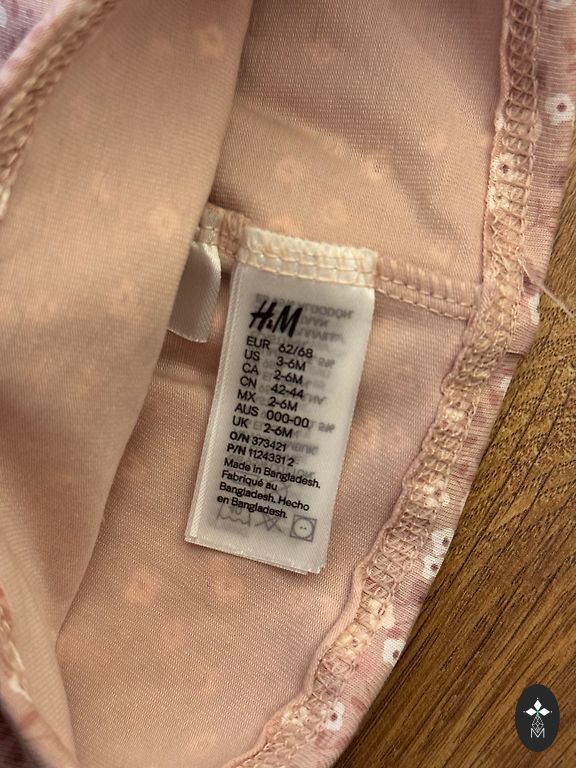 H&M
EUR 62/68
US 3-6M
CA 2-6M
CN 42-44
MX 2-6M
AUS 000-00
UK 2-6M
O/N 373421
P/N 1124331 2
Made in Bangladesh.
Fabriqué au
Bangladesh. Hecho
en Bangladesh.